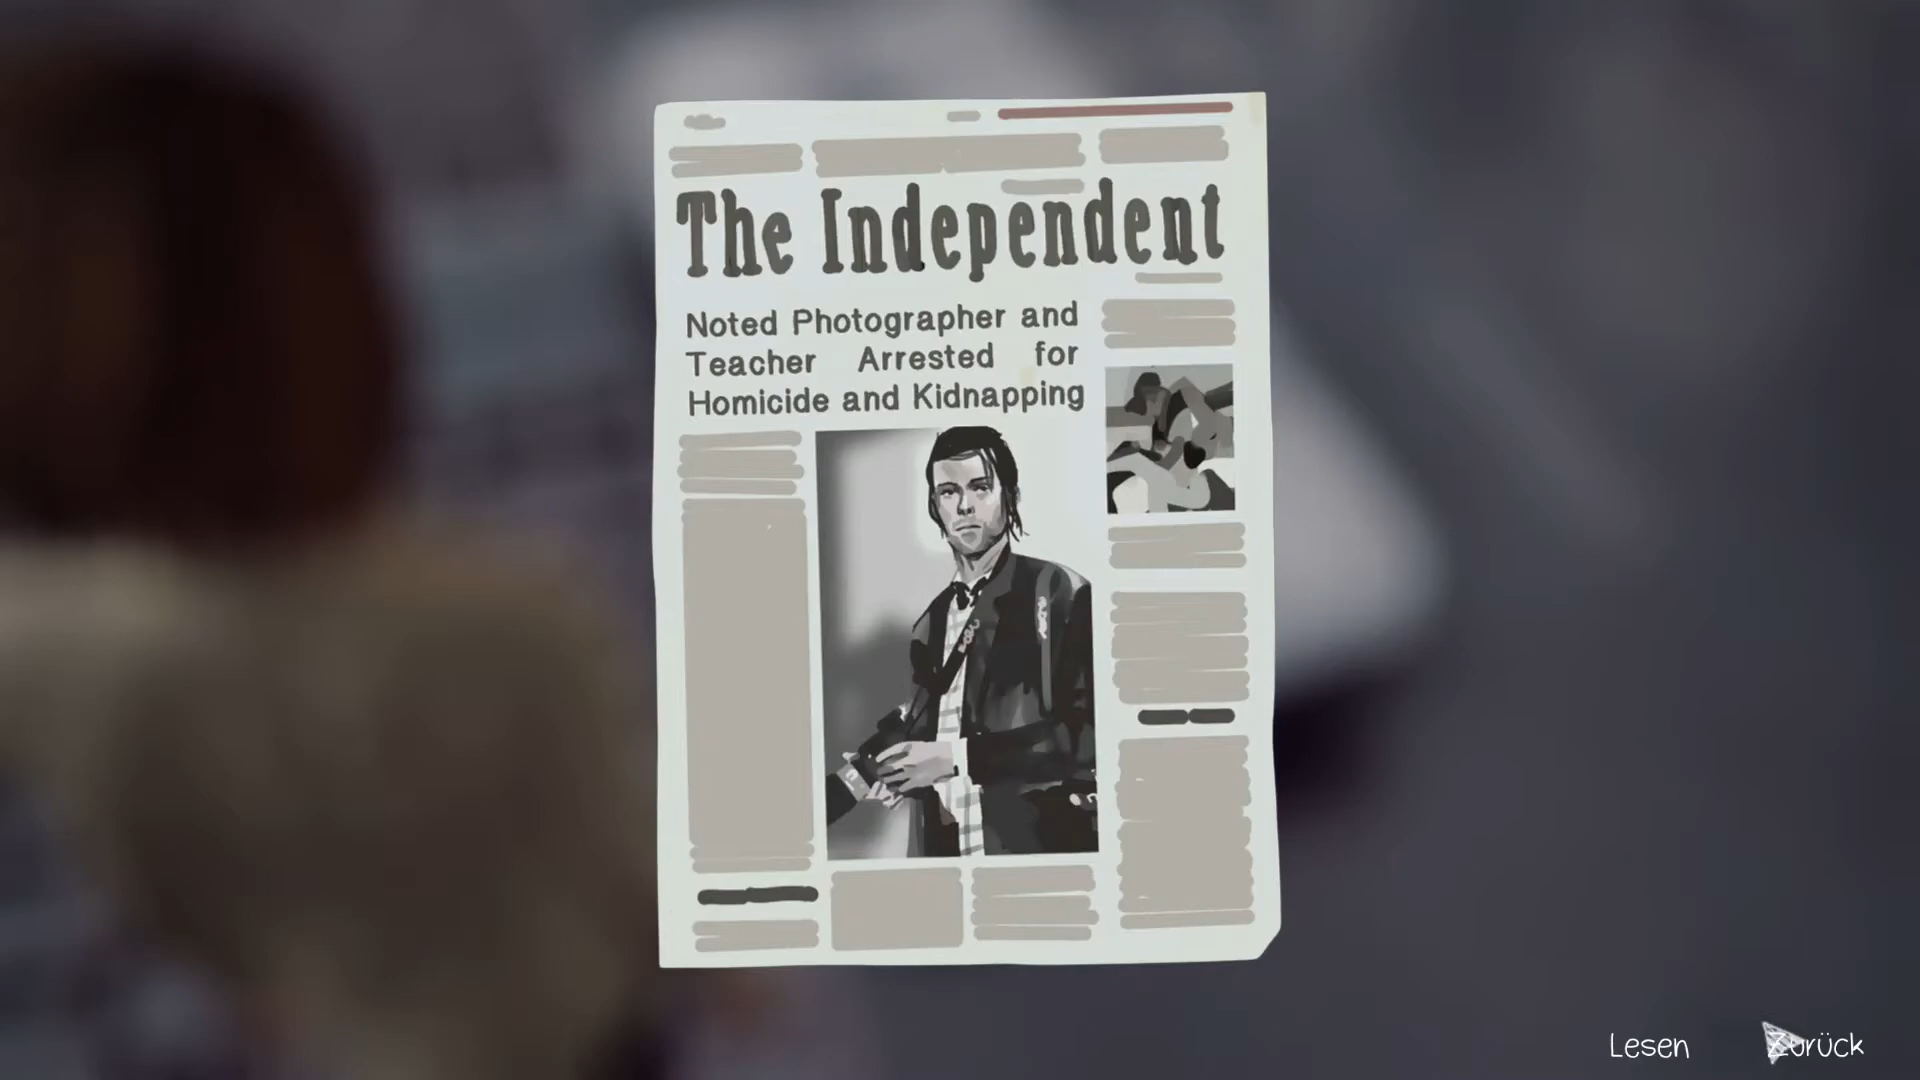 The Independent
Noted Photographer and
Teacher Arrested for
Homicide and Kidnapping
Lesen
Zurück